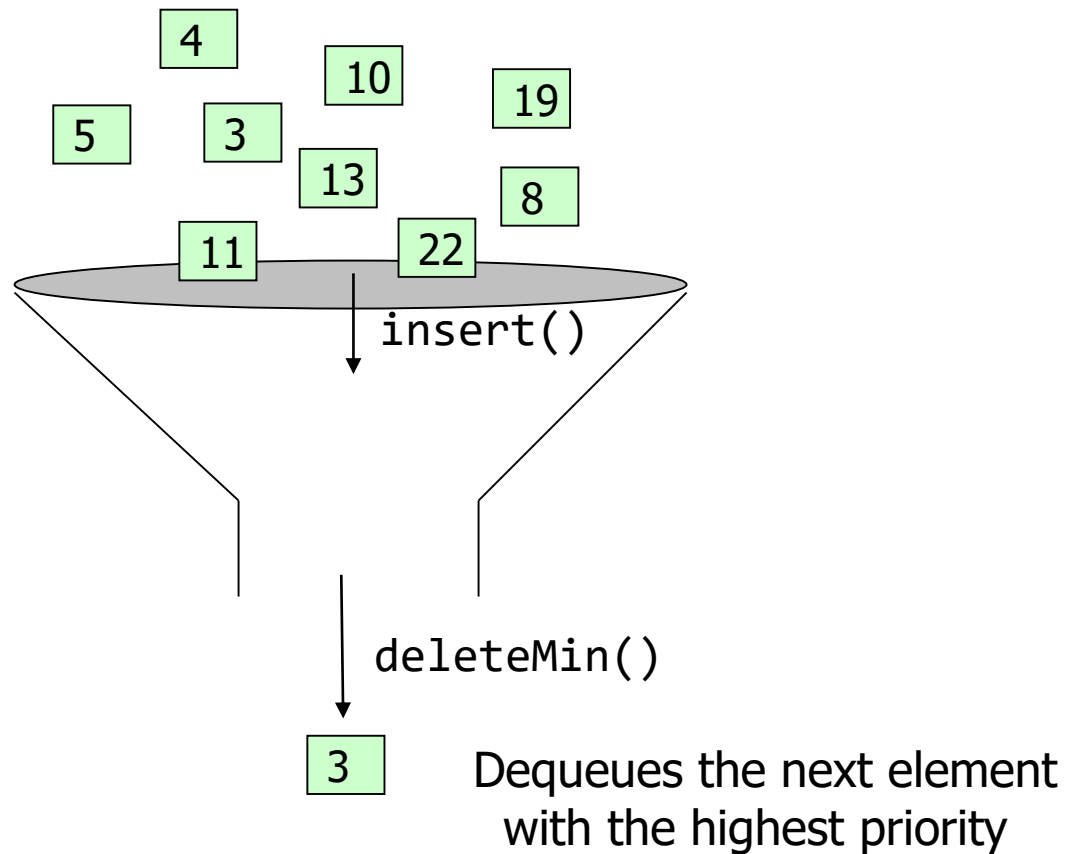 4
10
19
5
3
13
8
11
22
insert()
deleteMin()
3
Dequeues the next element
with the highest priority